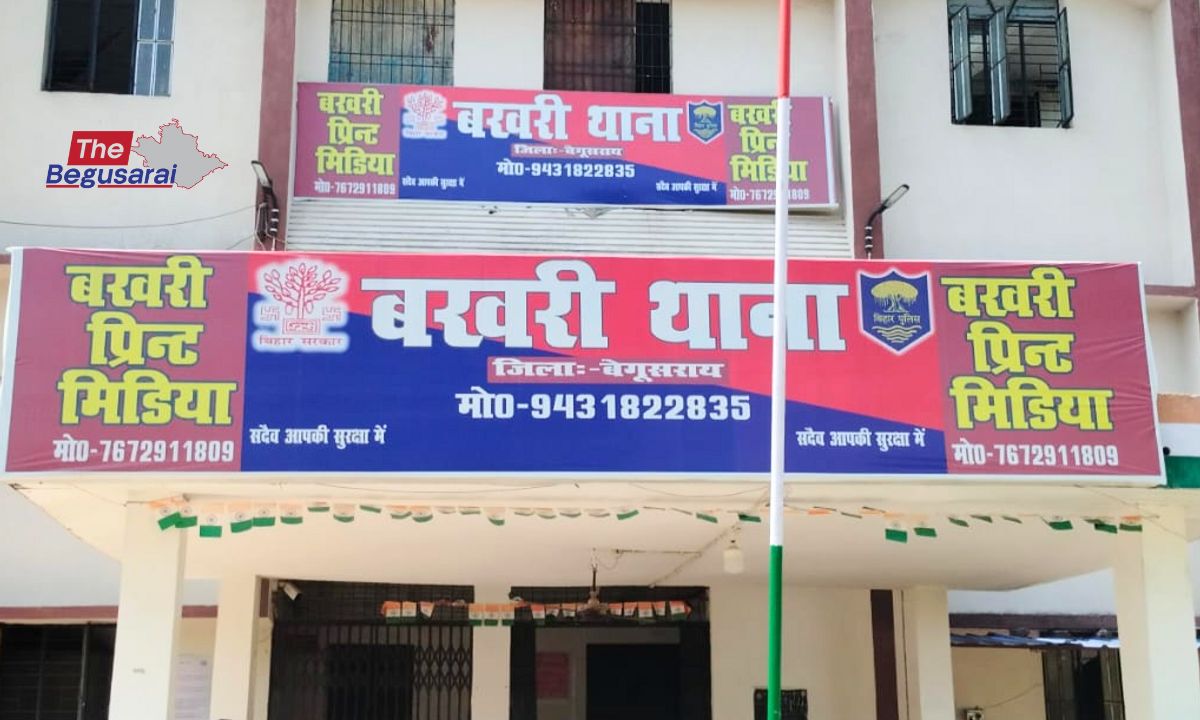 The
Begusarai
बखरी
प्रिन्ट
मिडिया
मो0-7672911809
बिहार सरकार
बखरी थाना
जिलाः-बेगूसराय
मो0-9431822835
सदैव आपकी सुरक्षा में
सदैव आपकी सुरक्षा में
बखरी
प्रिन्ट
मिडिया
मो0-7672911809
बखरी
प्रिन्ट
मिडिया
मो0-7672911809
बिहार सरकार
बखरी थाना
जिलाः-बेगूसराय
मो0-9431822835
सदैव आपकी सुरक्षा में
बिहार पुलिस
सदैव आपकी सुरक्षा में
बखरी
प्रिन्ट
मिडिया
मो0-7672911809